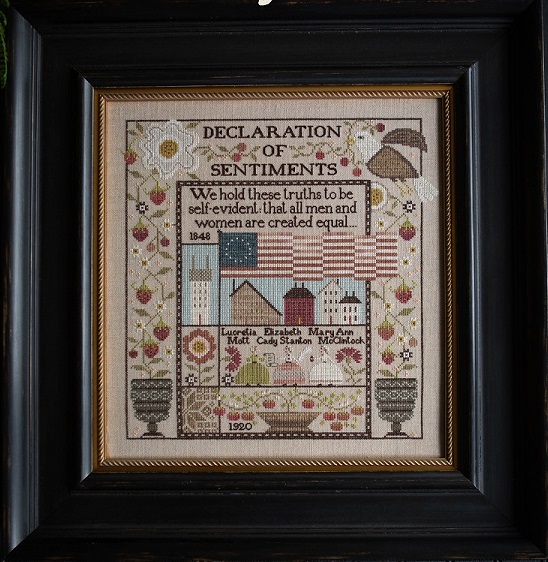 DECLARATION
OF
SENTIMENTS
We hold these truths to be
self-evident: that all men and
women are created equal...
1848
Lucretia Elizabeth Mary Ann
Mott Cady Stanton McClintock
1920